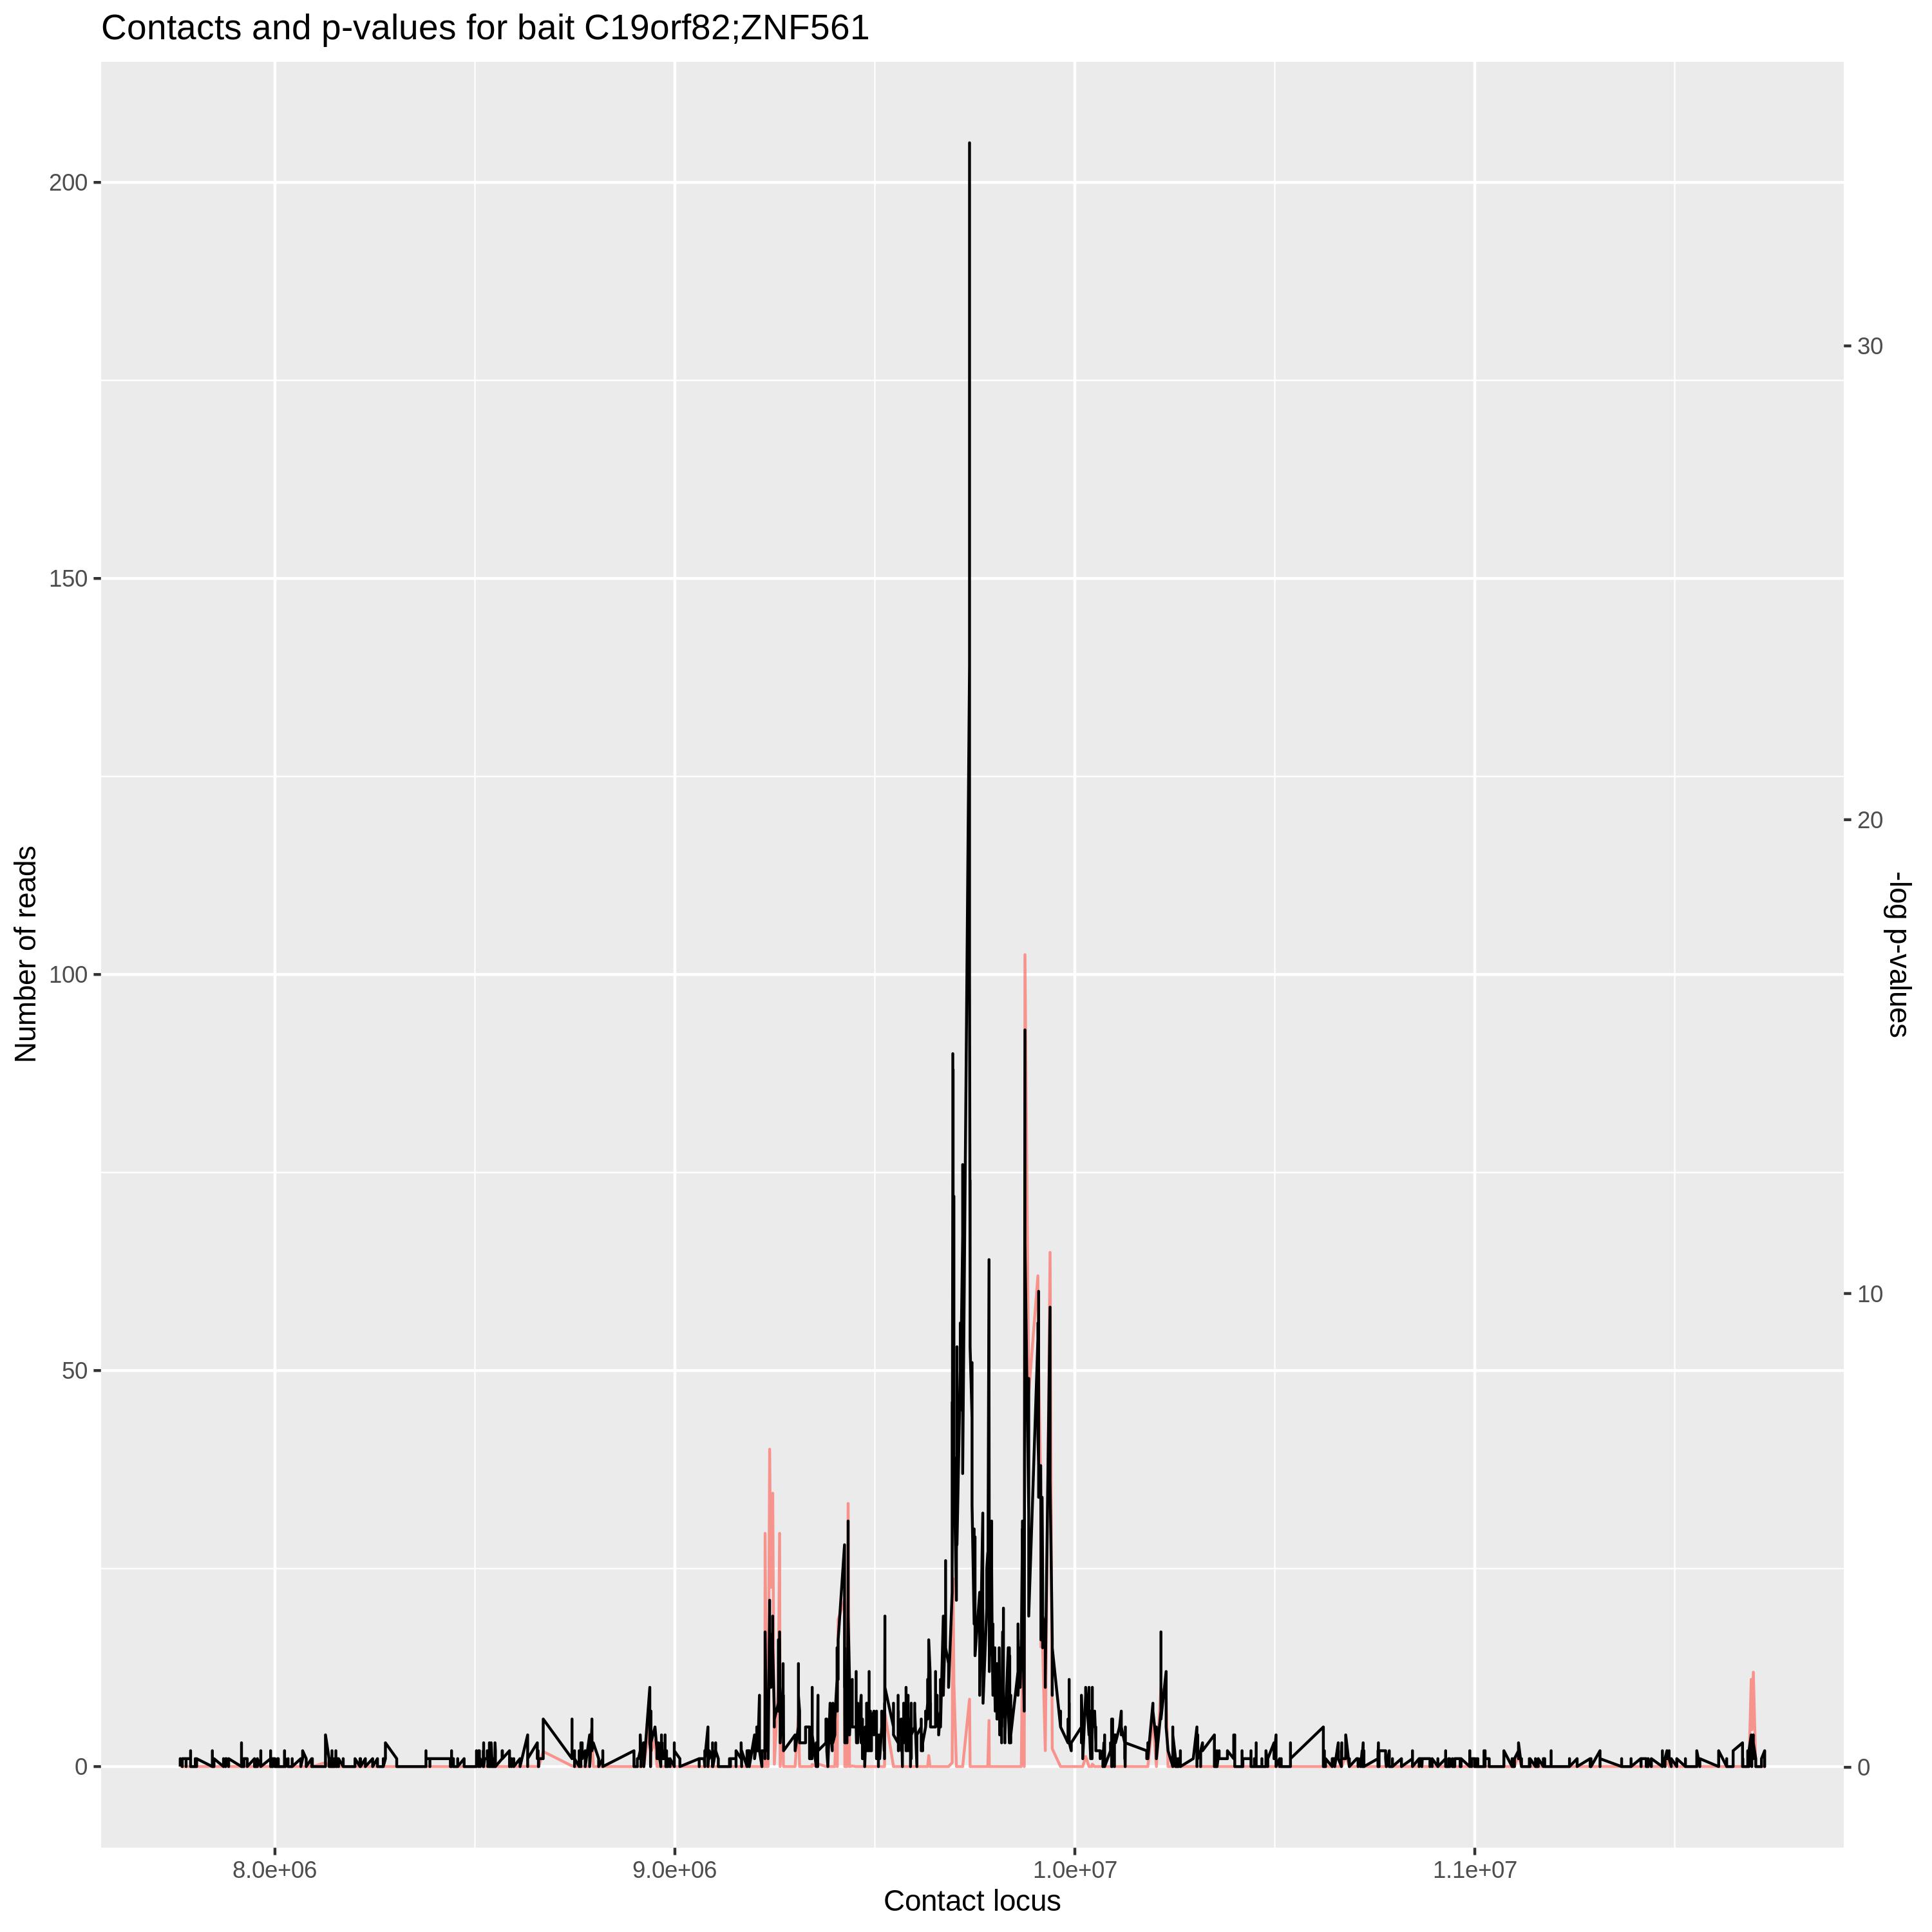 Contacts and p-values for bait C19orf82;ZNF561
200
150
100
50
0
Number of reads
30
20
10
0
-log p-values
8.0e+06
9.0e+06
1.0e+07
1.1e+07
Contact locus